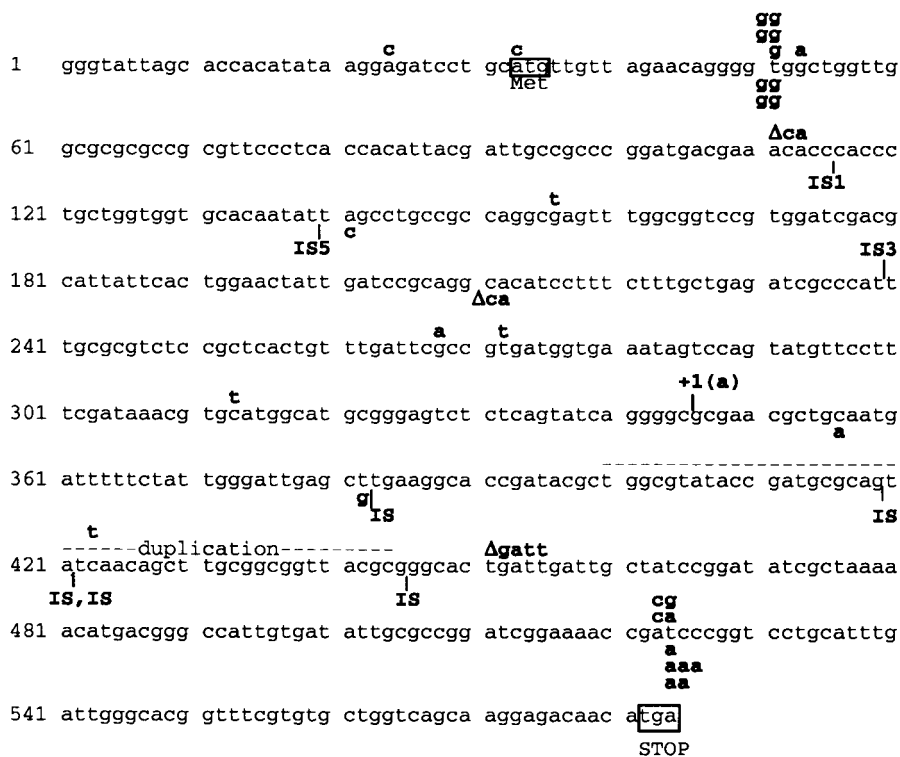 gg
gg
c c g a
1 gggtattagc accacatata aaggagatcct gcatgttgtt agaacagggg tggctggttg
Met gg
gg
Δca
61 gcgcgcgccg cgttccctca ccacattacg attgccgccc ggatgacgaa acacccaccc
IS1
t
121 tgctggtggt gcacaatatt agcctgccgc caggcgagtt tggcggtccg tggatcgacg
IS5 c IS3
181 cattattcac tggaactatt gatccgcagg cacatccttt ctttgctgag atcgcccatt
Δca
a t
241 tgcgcgtctc cgctcactgt ttgattcgcc gtgatggtga aatagtccag tatgttcctt
+1(a)
t
301 tcgataaacg tgcatggcat gcgggagtct ctcagtatca ggggcgcgaa cgctgcaatg
a
--------------------
361 atttttctat tgggattgagc cttgaaggca ccgatacgct ggcgtatacc gatgcgcagt
g IS IS
t
------duplication--------- Δgatt
421 atcaacagct tgcggcggtt acgcgggcac tgattgattg ctatccggat atcgctaaaa
IS,IS IS
cg
ca
481 acatgacggg ccattgtgat attgcgccgg atcggaaaac cgatcccggt cctgcatttg
a
aaa
aa
541 attgggcacg gtttcgtgtg ctggtcagca aggagacaac atga
STOP